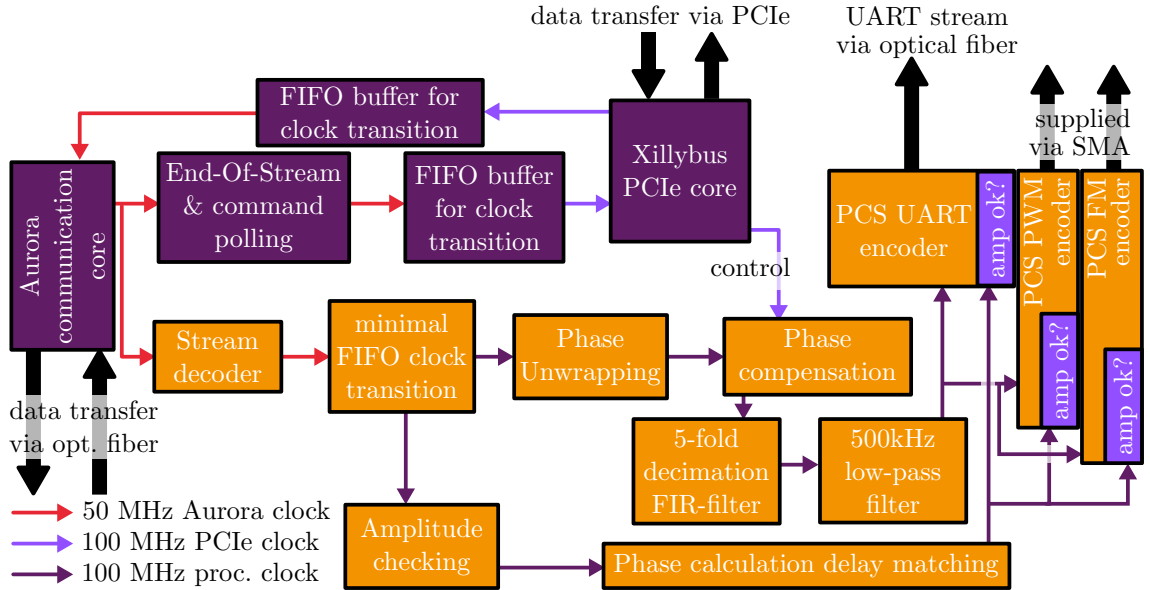 data transfer via PCIe
UART stream
via optical fiber
supplied
via SMA
FIFO buffer for
clock transition
Xillybus
PCIe core
Aurora
communication
core
End-Of-Stream
& command
polling
FIFO buffer
for clock
transition
PCS UART
encoder
amp ok?
PCS PWM
encoder
amp ok?
PCS FM
encoder
amp ok?
control
Stream
decoder
minimal
FIFO clock
transition
Phase
Unwrapping
Phase
compensation
data transfer
via opt. fiber
5-fold
decimation
FIR-filter
500kHz
low-pass
filter
50 MHz Aurora clock
100 MHz PCIe clock
100 MHz proc. clock
Amplitude
checking
Phase calculation delay matching